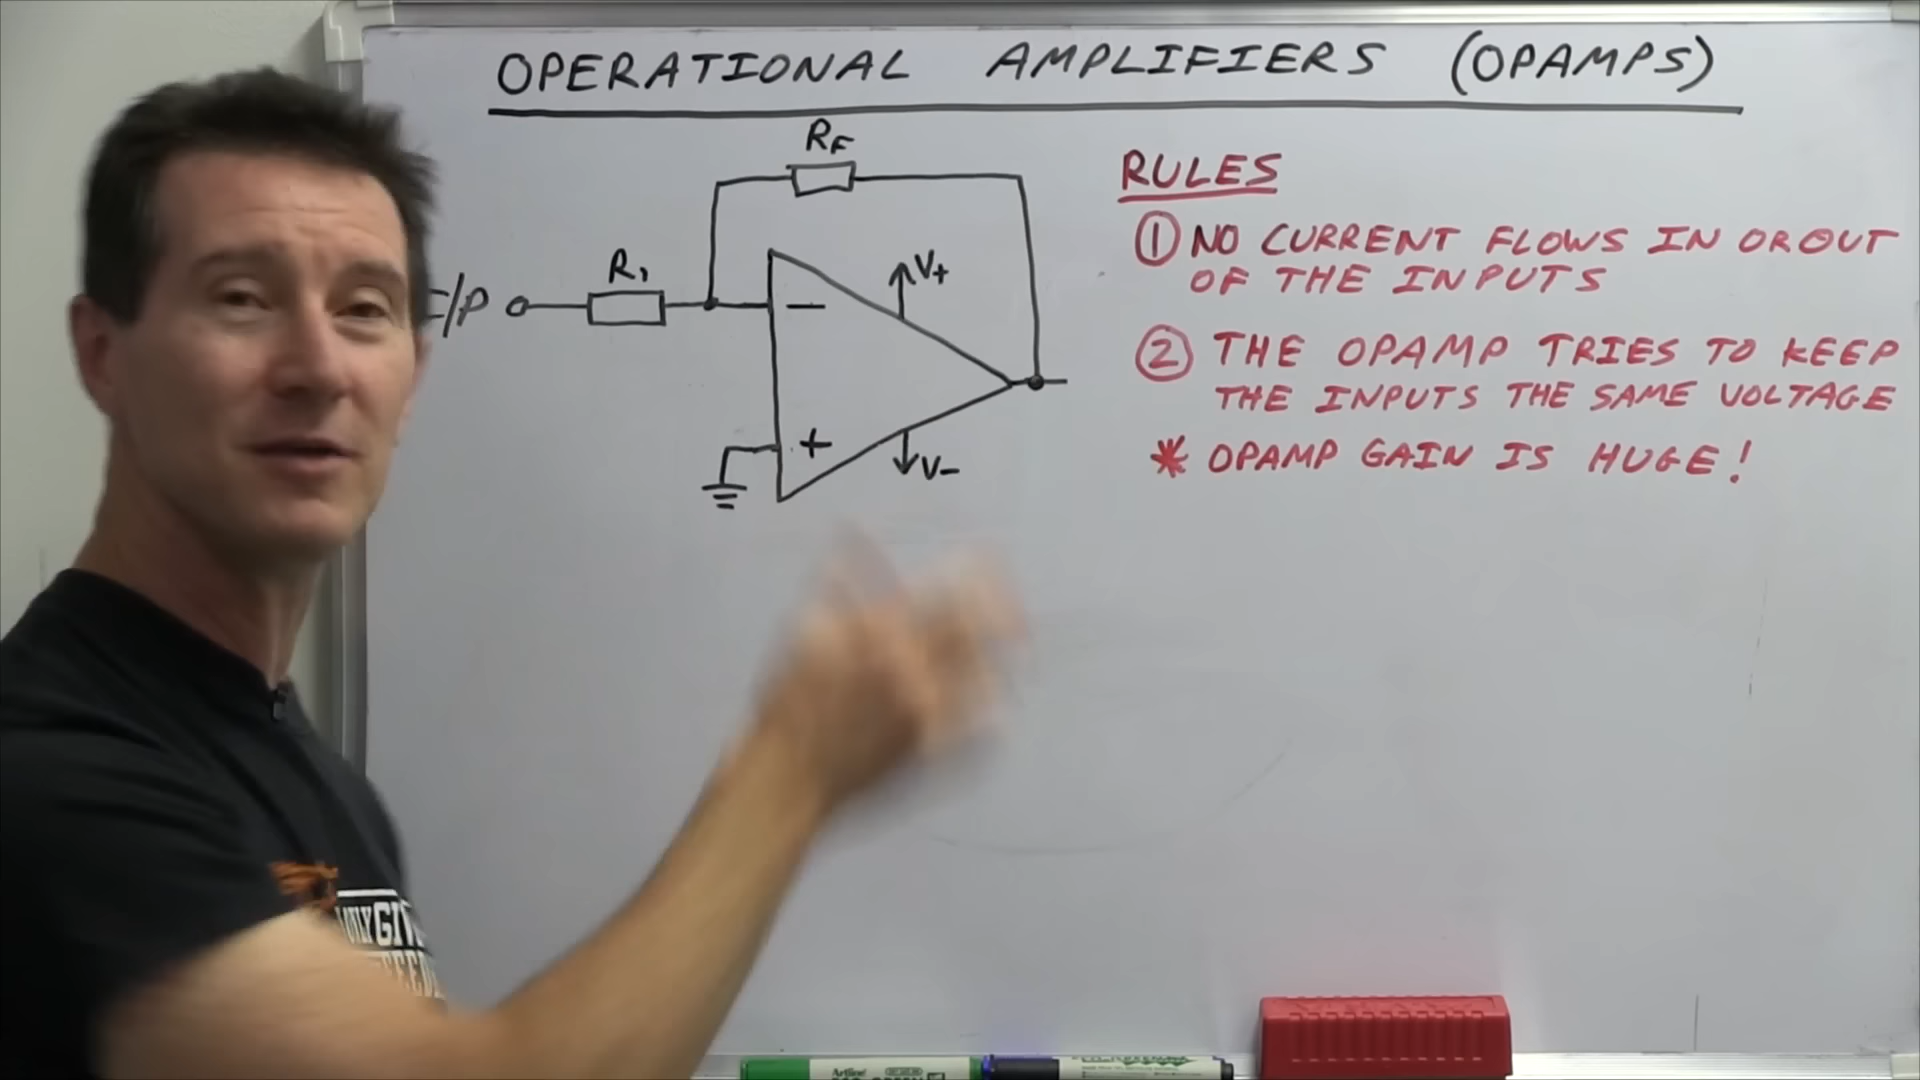 OPERATIONAL AMPLIFIERS (OPAMPS)
RF
RULES
① NO CURRENT FLOWS IN OR OUT
OF THE INPUTS
R1
V+
I/P
−
② THE OPAMP TRIES TO KEEP
THE INPUTS THE SAME VOLTAGE
+
V-
* OPAMP GAIN IS HUGE!
Artline